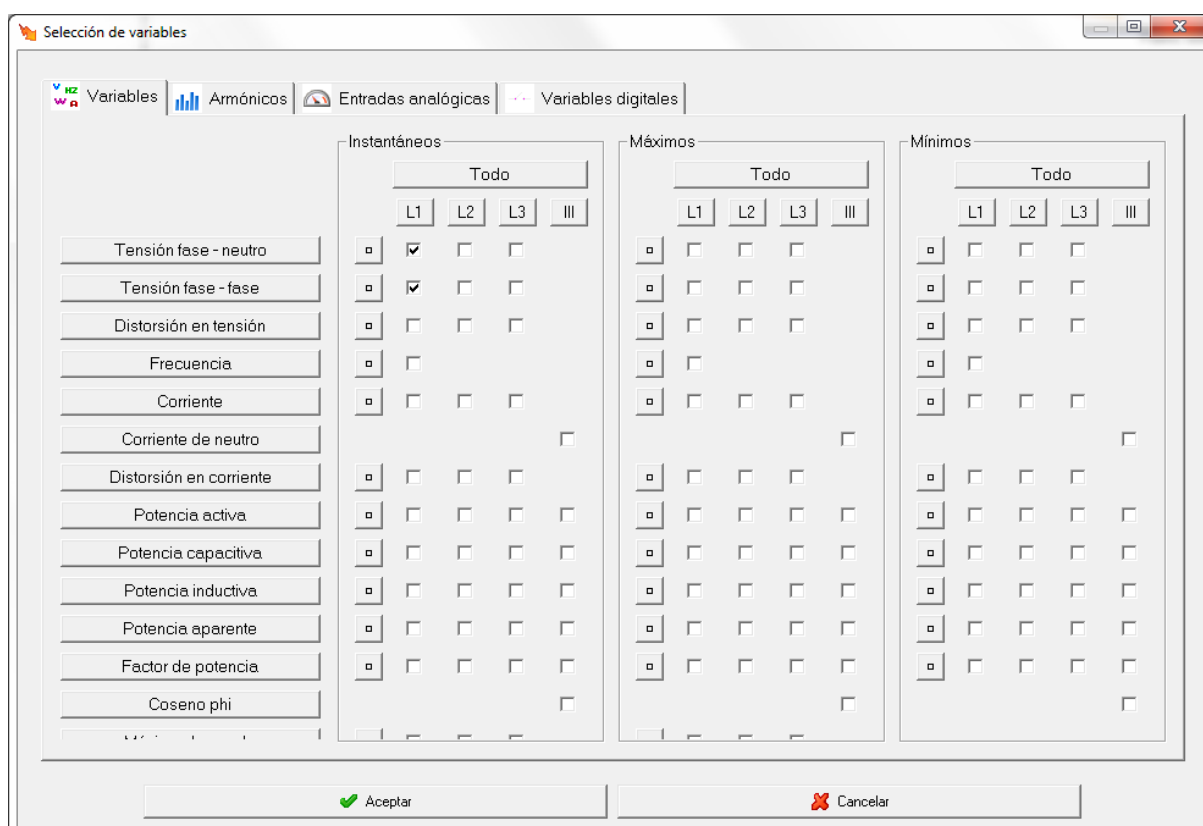 Selección de variables
Variables Armónicos Entradas analógicas Variables digitales
Instantáneos Máximos Mínimos
Todo Todo Todo
L1 L2 L3 III L1 L2 L3 III L1 L2 L3 III
Tensión fase - neutro
Tensión fase - fase
Distorsión en tensión
Frecuencia
Corriente
Corriente de neutro
Distorsión en corriente
Potencia activa
Potencia capacitiva
Potencia inductiva
Potencia aparente
Factor de potencia
Coseno phi
Aceptar Cancelar